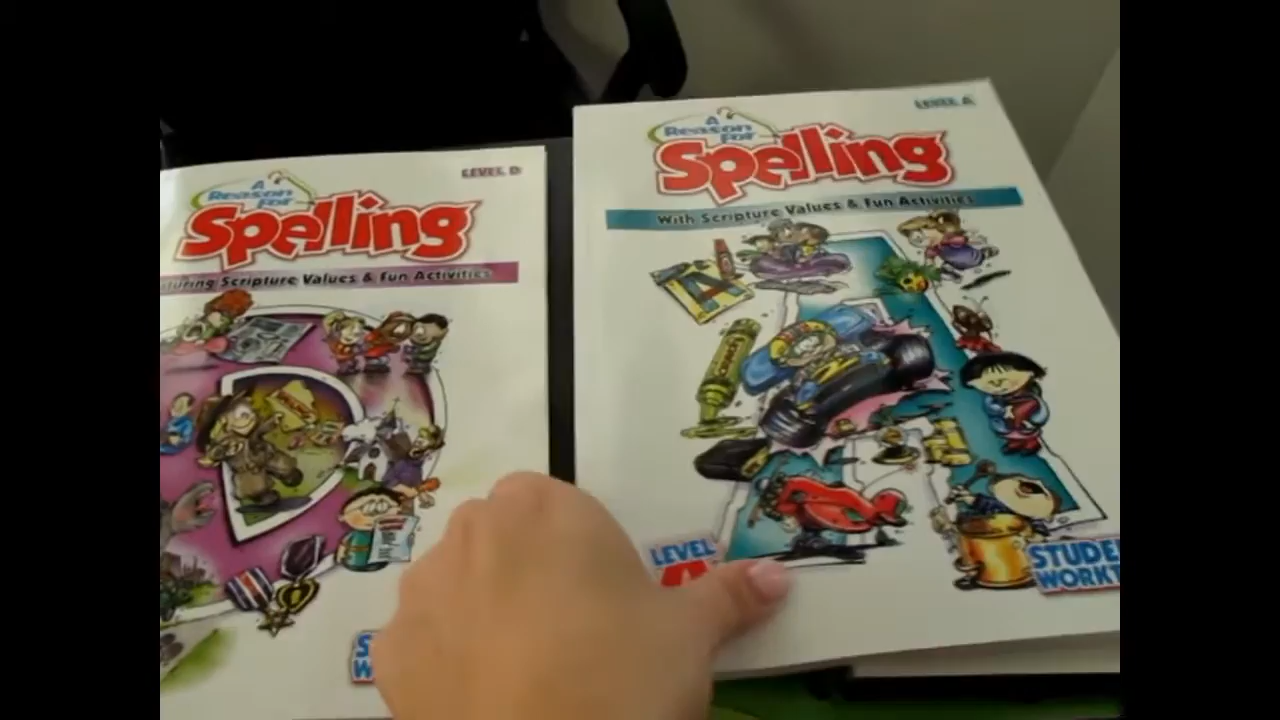 A
Reason
For
Spelling
LEVEL D
turing Scripture Values & Fun Activities
A
Reason
For
Spelling
LEVEL A
With Scripture Values & Fun Activities
LEVEL
A
STUDE
WORKT
S
W